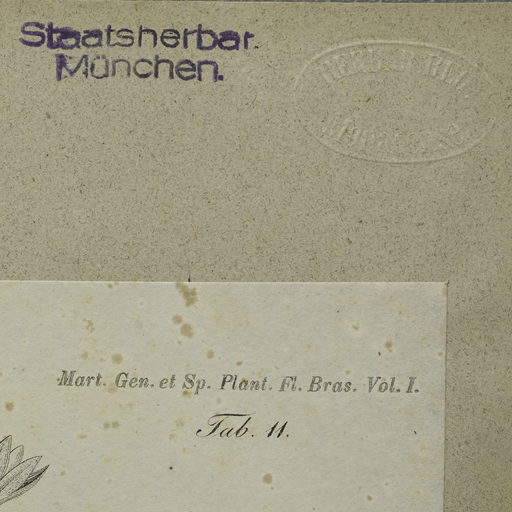 Staatsherbar.
München.
Mart. Gen. et Sp. Plant. Fl. Bras. Vol. I.
Tab. 11.